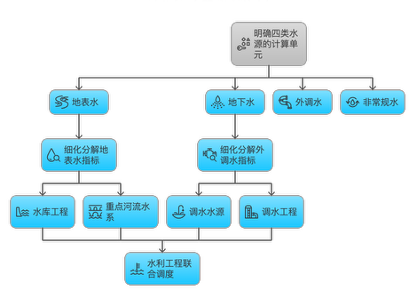 明确四类水
源的计算单
元
地表水
地下水
外调水
非常规水
细化分解地
表水指标
细化分解外
调水指标
水库工程
重点河流水
系
调水水源
调水工程
水利工程联
合调度